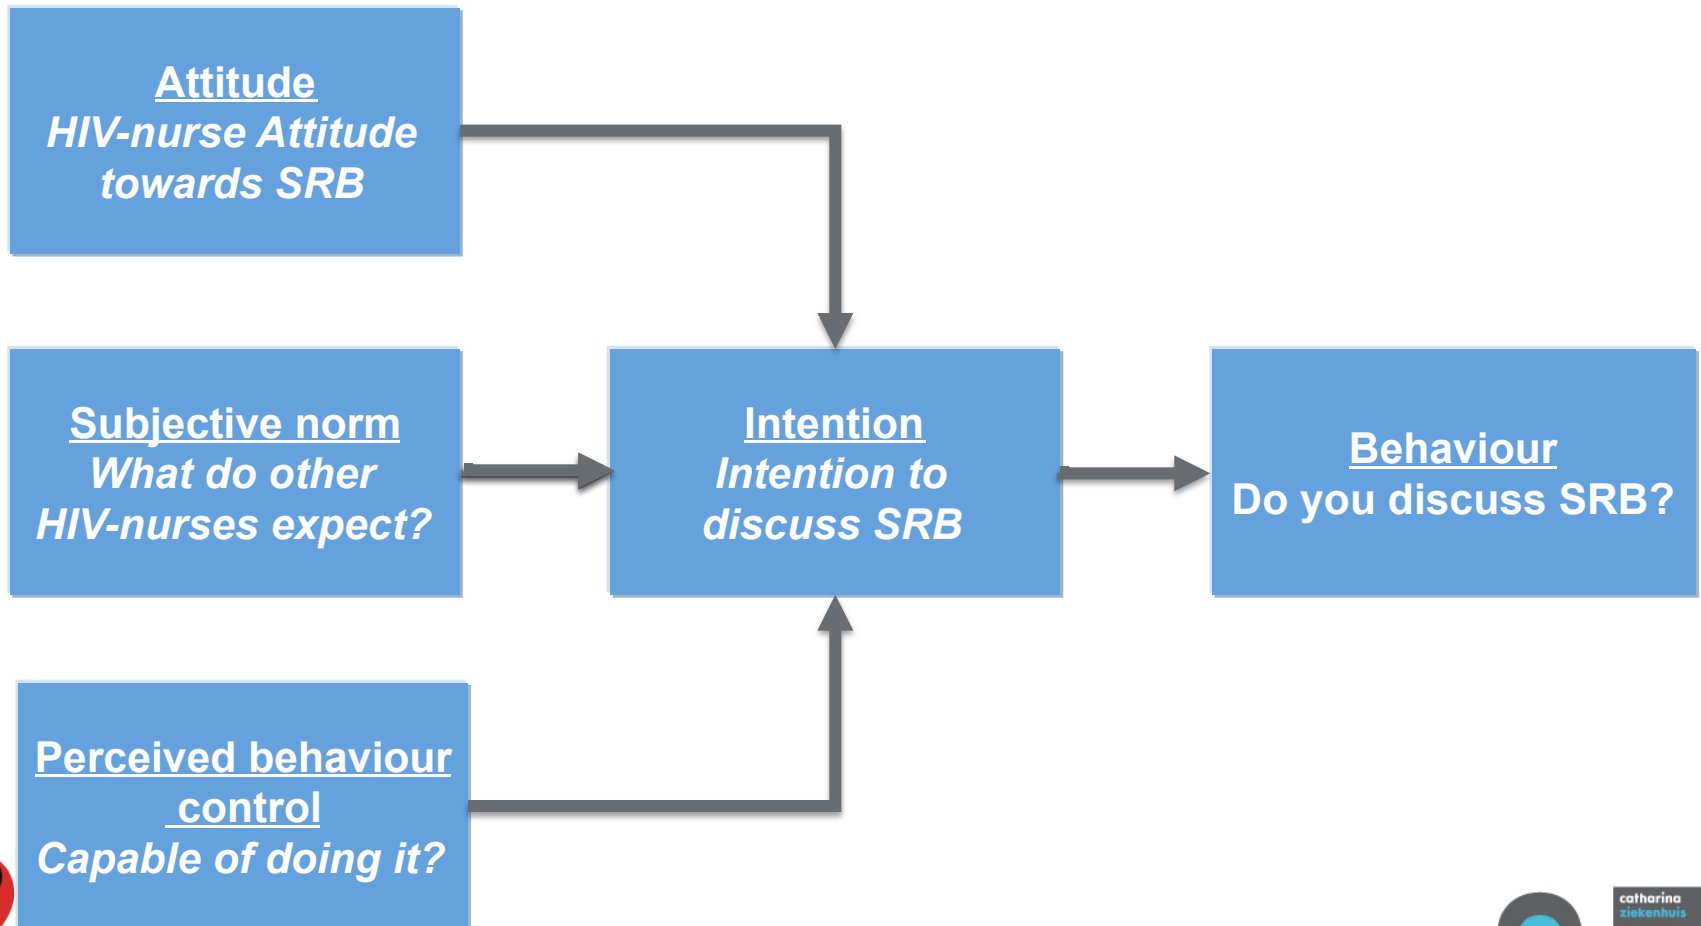 Attitude
HIV-nurse Attitude
towards SRB
Subjective norm
What do other
HIV-nurses expect?
Intention
Intention to
discuss SRB
Behaviour
Do you discuss SRB?
Perceived behaviour
control
Capable of doing it?
catharina
ziekenhuis